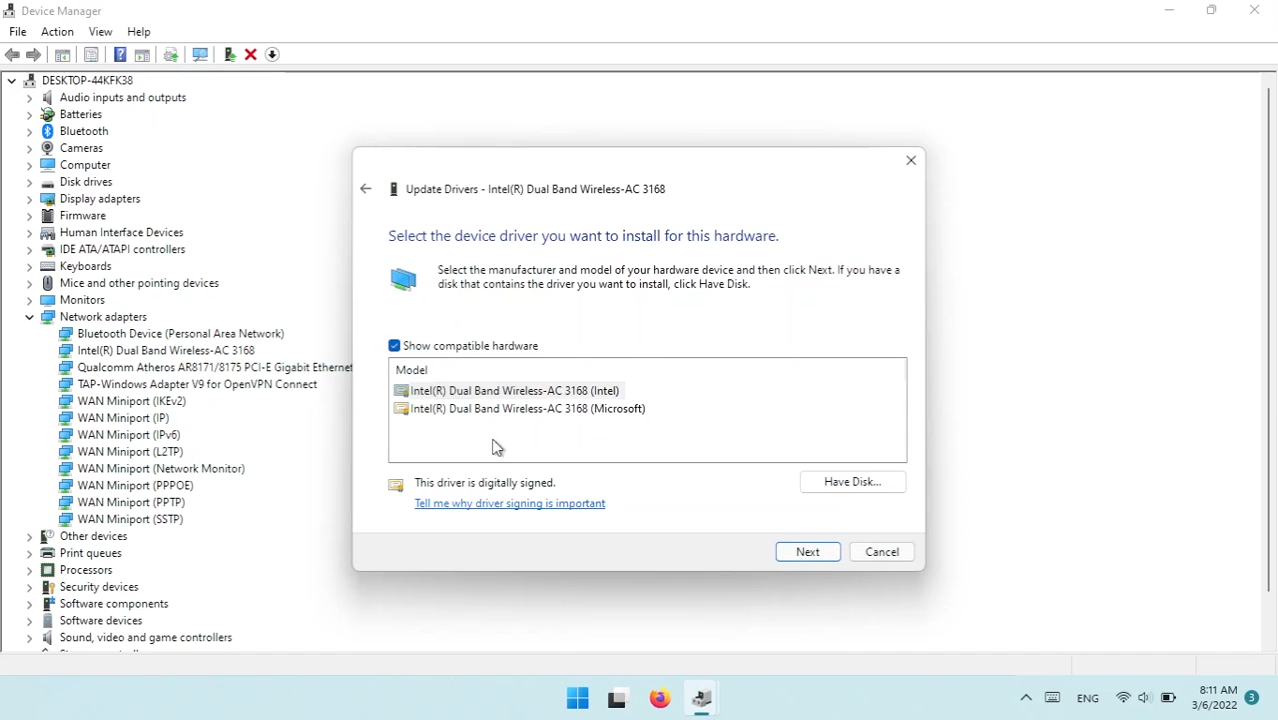 Device Manager
File Action View Help
DESKTOP-44KFK38
Audio inputs and outputs
Batteries
Bluetooth
Cameras
Computer
Disk drives
Display adapters
Firmware
Human Interface Devices
IDE ATA/ATAPI controllers
Keyboards
Mice and other pointing devices
Monitors
Network adapters
Bluetooth Device (Personal Area Network)
Intel(R) Dual Band Wireless-AC 3168
Qualcomm Atheros AR8171/8175 PCI-E Gigabit Ethernet
TAP-Windows Adapter V9 for OpenVPN Connect
WAN Miniport (IKEv2)
WAN Miniport (IP)
WAN Miniport (IPv6)
WAN Miniport (L2TP)
WAN Miniport (Network Monitor)
WAN Miniport (PPPOE)
WAN Miniport (PPTP)
WAN Miniport (SSTP)
Other devices
Print queues
Processors
Security devices
Software components
Software devices
Sound, video and game controllers
Update Drivers - Intel(R) Dual Band Wireless-AC 3168
Select the device driver you want to install for this hardware.
Select the manufacturer and model of your hardware device and then click Next. If you have a
disk that contains the driver you want to install, click Have Disk.
Show compatible hardware
Model
Intel(R) Dual Band Wireless-AC 3168 (Intel)
Intel(R) Dual Band Wireless-AC 3168 (Microsoft)
This driver is digitally signed.
Have Disk...
Tell me why driver signing is important
Next Cancel
ENG
8:11 AM
3/6/2022
3